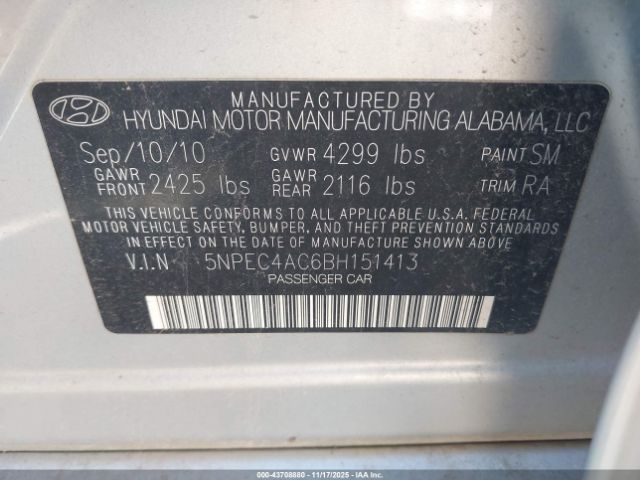 MANUFACTURED BY
HYUNDAI MOTOR MANUFACTURING ALABAMA, LLC
Sep/10/10 GVWR 4299 lbs PAINT SM
GAWR FRONT 2425 lbs GAWR REAR 2116 lbs TRIM RA
THIS VEHICLE CONFORMS TO ALL APPLICABLE U.S.A. FEDERAL
MOTOR VEHICLE SAFETY, BUMPER, AND THEFT PREVENTION STANDARDS
IN EFFECT ON THE DATE OF MANUFACTURE SHOWN ABOVE.
V.I.N 5NPEC4AC6BH151413
PASSENGER CAR
000-43708880 - 11/17/2025 - IAA Inc.